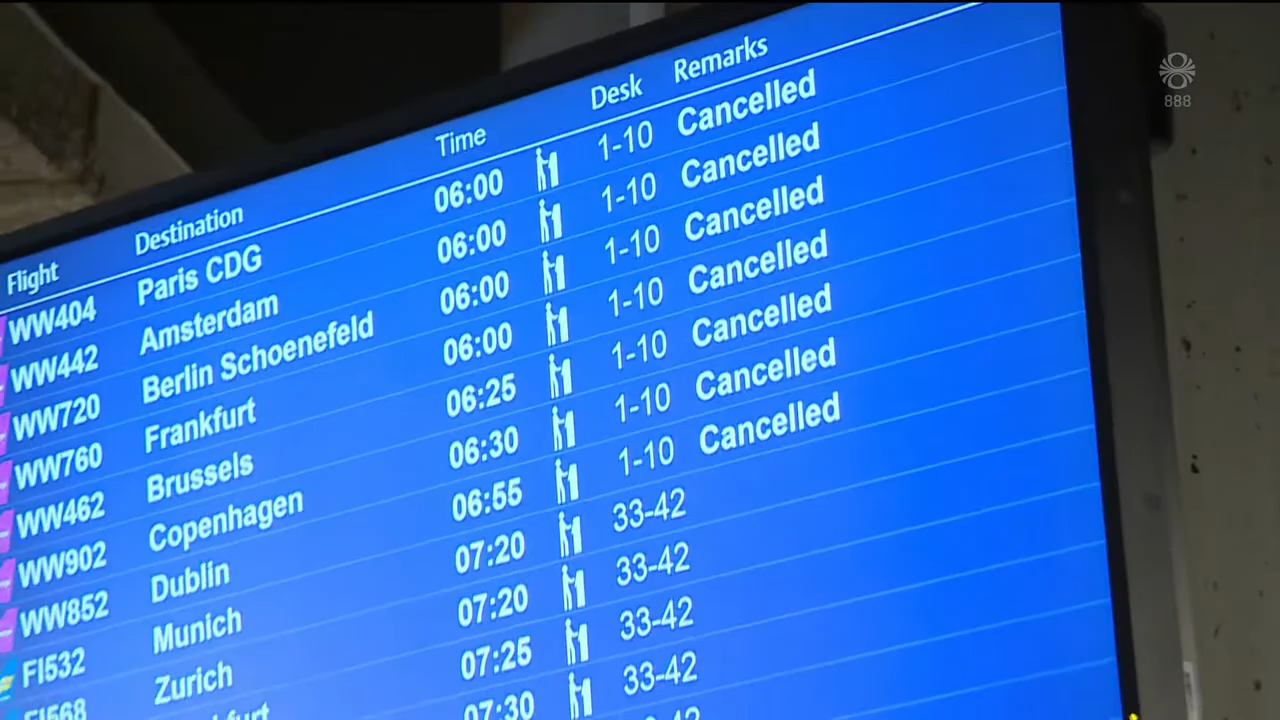 888
Flight Destination Time Desk Remarks
WW404 Paris CDG 06:00 1-10 Cancelled
WW442 Amsterdam 06:00 1-10 Cancelled
WW720 Berlin Schoenefeld 06:00 1-10 Cancelled
WW760 Frankfurt 06:00 1-10 Cancelled
WW462 Brussels 06:25 1-10 Cancelled
WW902 Copenhagen 06:30 1-10 Cancelled
WW852 Dublin 06:55 1-10 Cancelled
FI532 Munich 07:20 33-42
FI568 Zurich 07:20 33-42
07:25 33-42
07:30 33-42